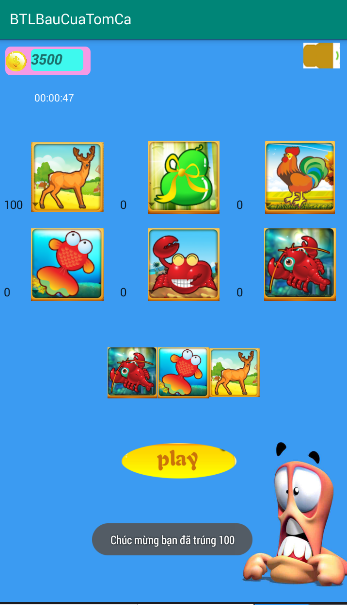 BTLBauCuaTomCa
3500
00:00:47
100
0
0
0
0
0
play
Chúc mừng bạn đã trúng 100